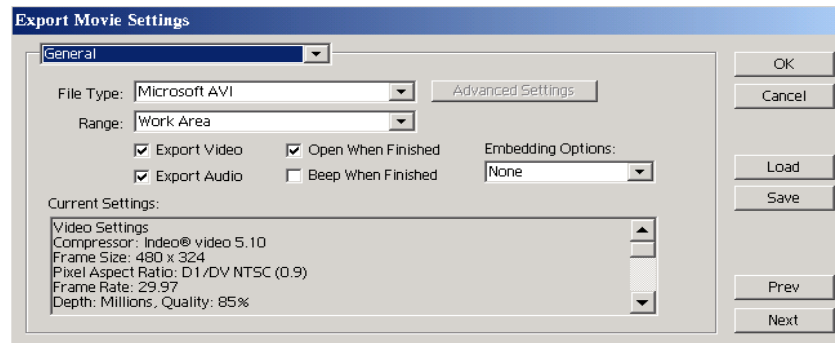 Export Movie Settings
General
OK
File Type: Microsoft AVI Advanced Settings
Cancel
Range: Work Area
Export Video Open When Finished Embedding Options:
Export Audio Beep When Finished None
Load
Save
Current Settings:
Video Settings
Compressor: Indeo® video 5.10
Frame Size: 480 x 324
Pixel Aspect Ratio: D1/DV NTSC (0.9)
Frame Rate: 29.97
Depth: Millions, Quality: 85%
Prev
Next